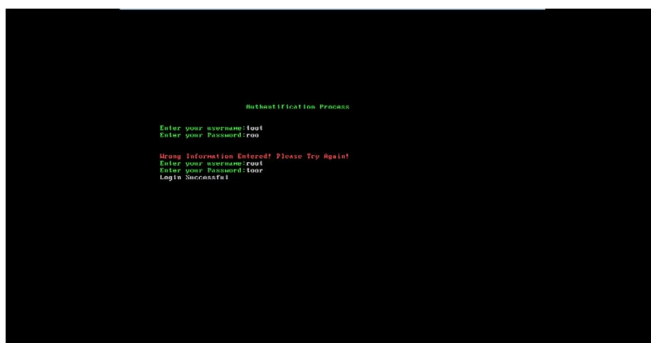 Authentification Process
Enter your username:toot
Enter your Password:roo
Wrong Information Entered! Please Try Again!
Enter your username:root
Enter your Password:toor
Login Successful